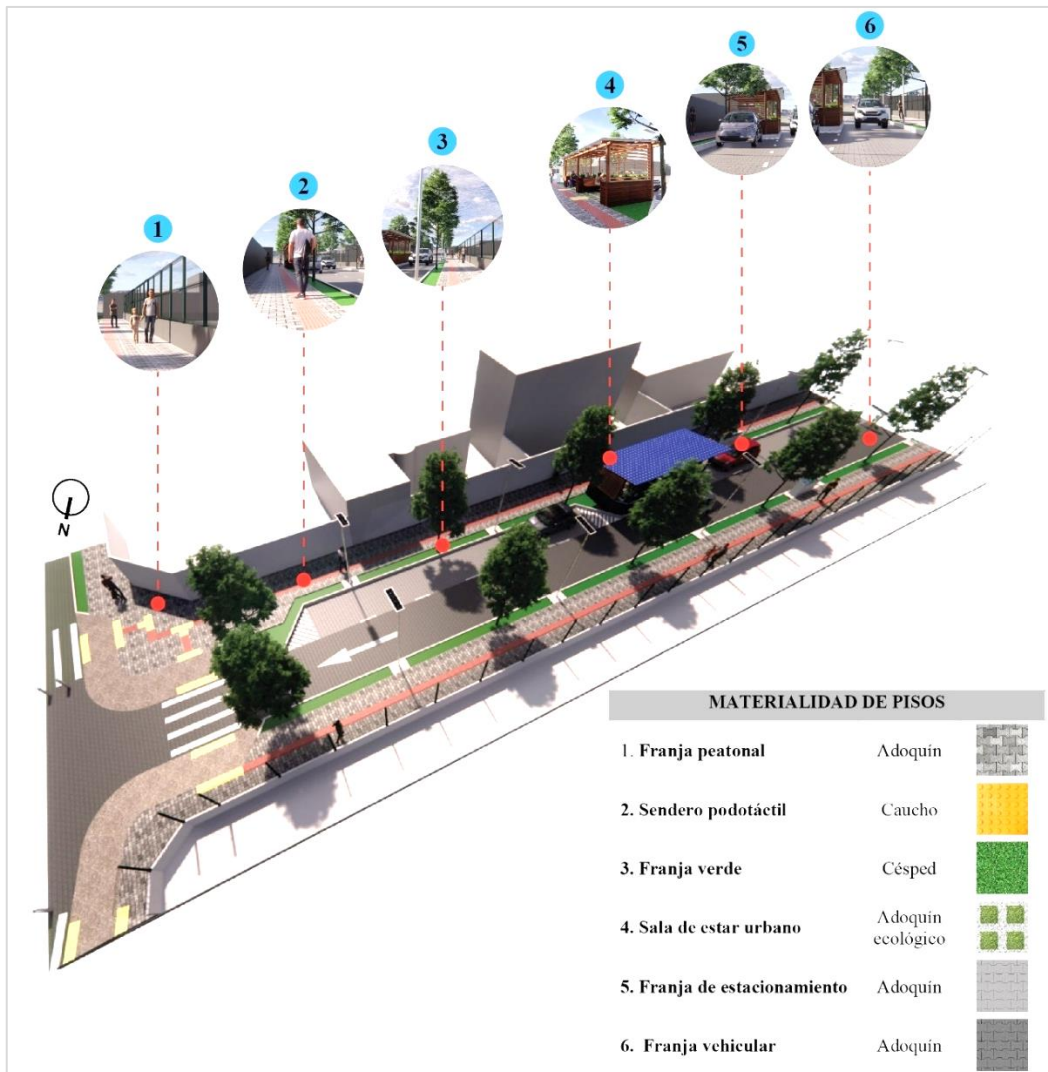 6
5
4
3
2
1
N
MATERIALIDAD DE PISOS
1. Franja peatonal Adoquín
2. Sendero podotáctil Caucho
3. Franja verde Césped
4. Sala de estar urbano Adoquín ecológico
5. Franja de estacionamiento Adoquín
6. Franja vehicular Adoquín